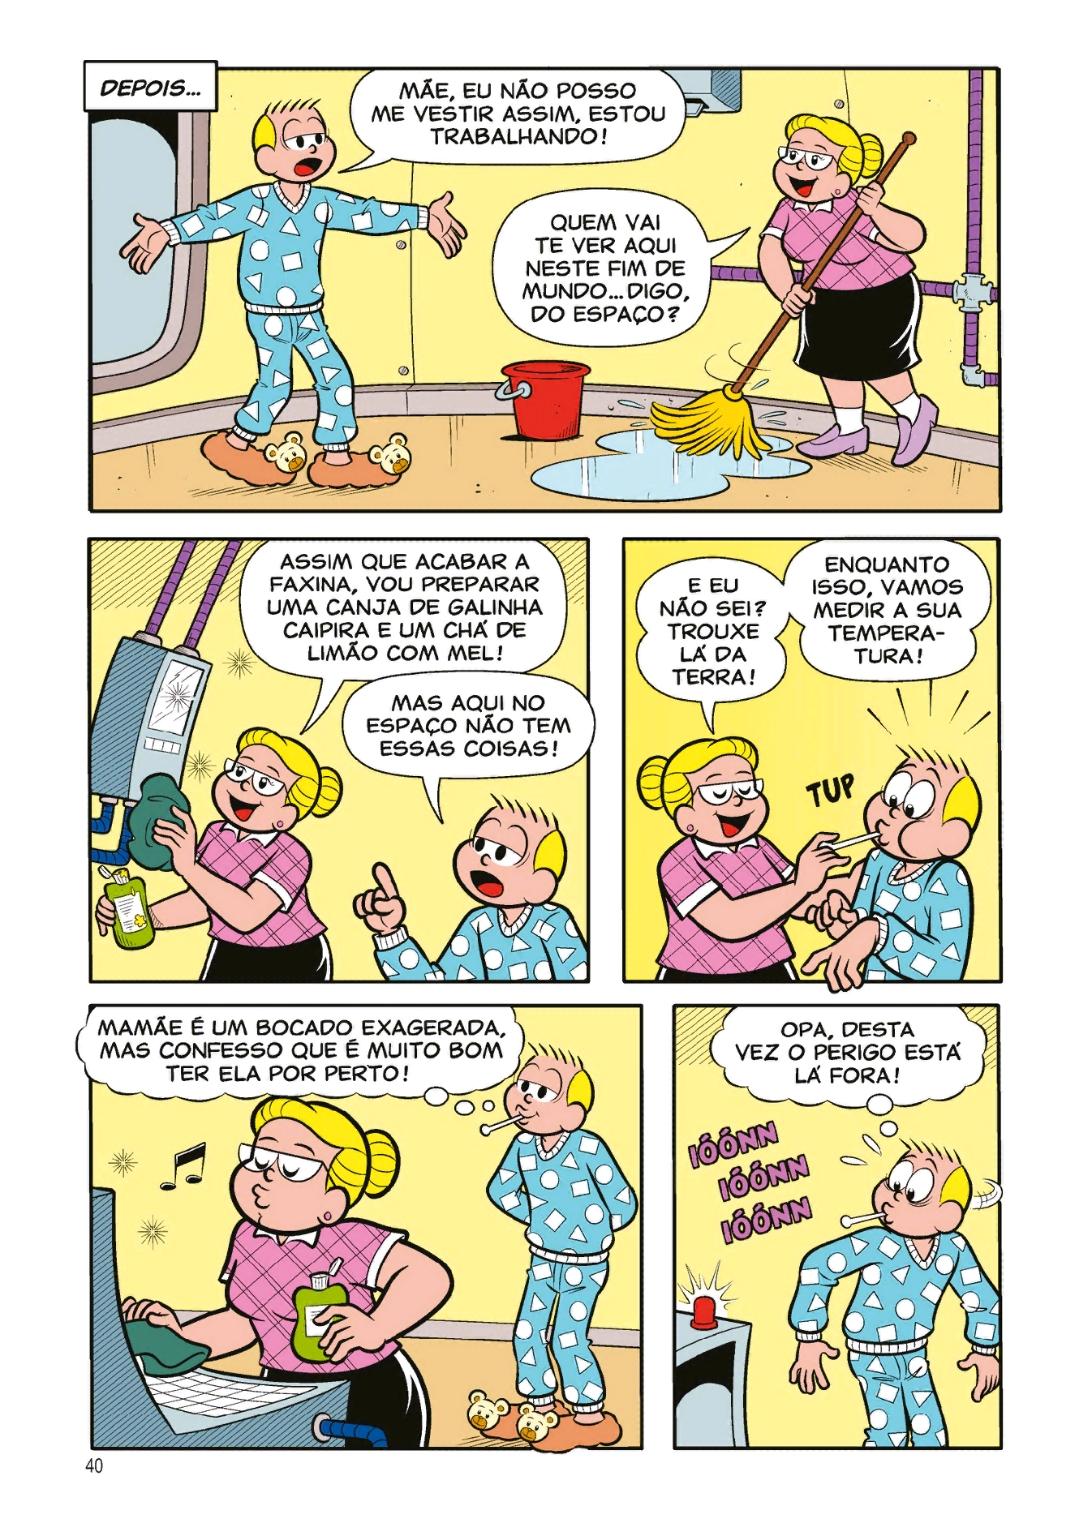 DEPOIS...
MÃE, EU NÃO POSSO
ME VESTIR ASSIM, ESTOU
TRABALHANDO!
QUEM VAI
TE VER AQUI
NESTE FIM DE
MUNDO... DIGO,
DO ESPAÇO?
ASSIM QUE ACABAR A
FAXINA, VOU PREPARAR
UMA CANJA DE GALINHA
CAIPIRA E UM CHÁ DE
LIMÃO COM MEL!
MAS AQUI NO
ESPAÇO NÃO TEM
ESSAS COISAS!
E EU
NÃO SEI?
TROUXE
LÁ DA
TERRA!
ENQUANTO
ISSO, VAMOS
MEDIR A SUA
TEMPERA-
TURA!
TUP
MAMÃE É UM BOCADO EXAGERADA,
MAS CONFESSO QUE É MUITO BOM
TER ELA POR PERTO!
OPA, DESTA
VEZ O PERIGO ESTÁ
LÁ FORA!
IÓÓNN
IÓÓNN
IÓÓNN
40